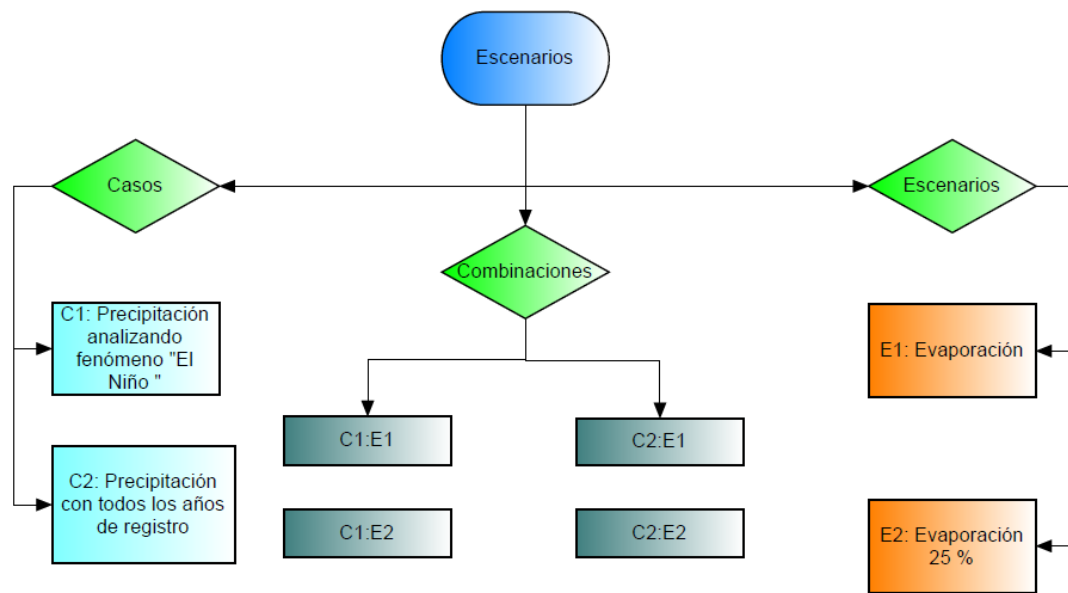 Escenarios
Casos
Escenarios
Combinaciones
C1: Precipitación
analizando
fenómeno "El
Niño "
E1: Evaporación
C1:E1
C2:E1
C2: Precipitación
con todos los años
de registro
C1:E2
C2:E2
E2: Evaporación
25 %